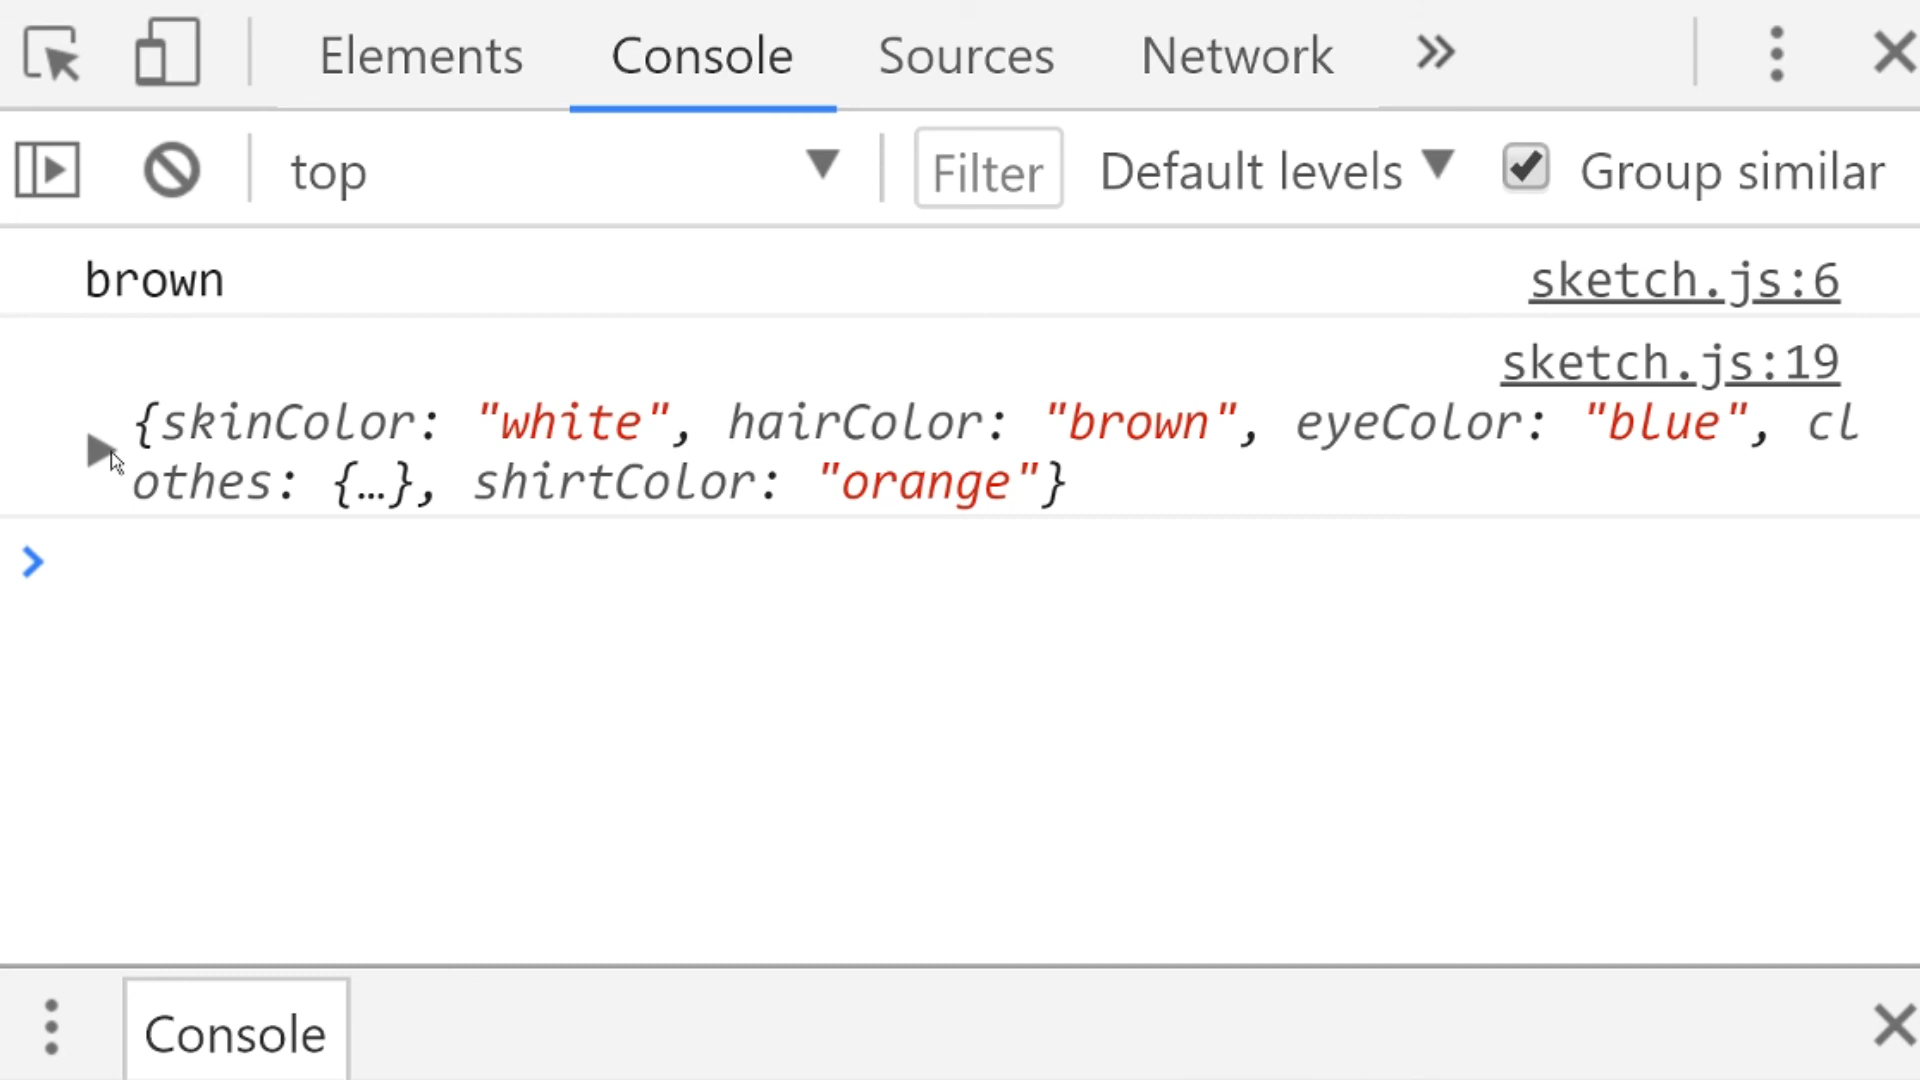 Elements Console Sources Network
top Filter Default levels Group similar
brown sketch.js:6
sketch.js:19
{skinColor: "white", hairColor: "brown", eyeColor: "blue", cl
othes: {…}, shirtColor: "orange"}
Console